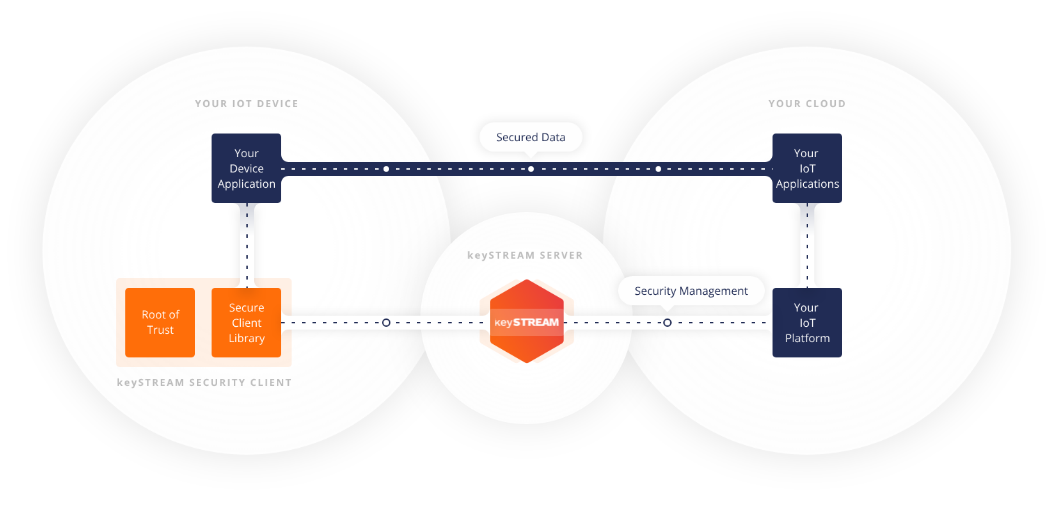 YOUR IOT DEVICE
YOUR CLOUD
Secured Data
Your
Device
Application
Your
IoT
Applications
keySTREAM SERVER
Security Management
Root of
Trust
Secure
Client
Library
keySTREAM
Your
IoT
Platform
keySTREAM SECURITY CLIENT